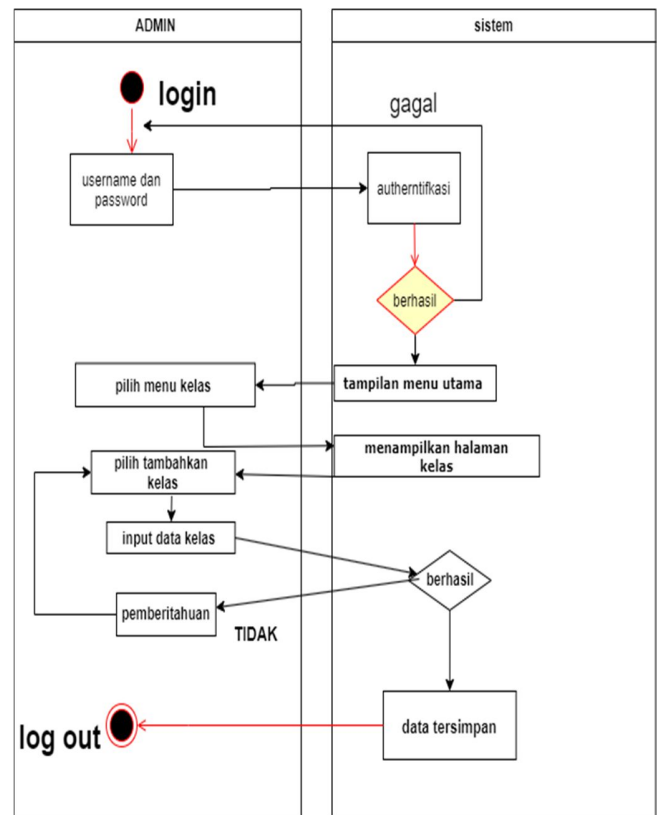 ADMIN
sistem
login
gagal
username dan
password
autherntifkasi
berhasil
tampilan menu utama
pilih menu kelas
menampilkan halaman
kelas
pilih tambahkan
kelas
input data kelas
berhasil
pemberitahuan
TIDAK
data tersimpan
log out